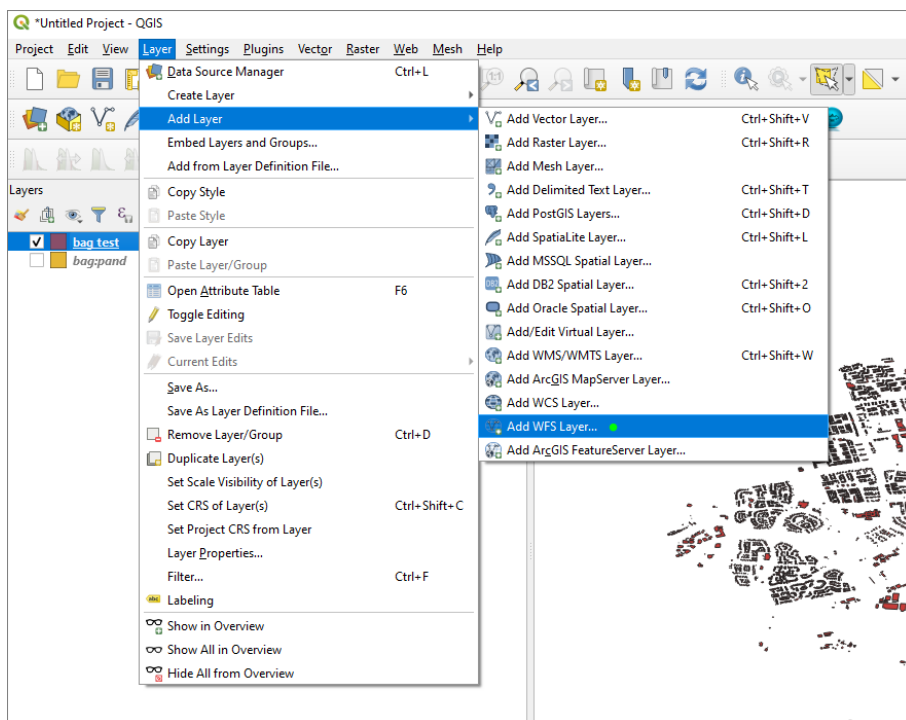 *Untitled Project - QGIS
Project Edit View Layer Settings Plugins Vector Raster Web Mesh Help
Data Source Manager Ctrl+L
Create Layer
Add Layer
Embed Layers and Groups...
Add from Layer Definition File...
Copy Style
Paste Style
Copy Layer
Paste Layer/Group
Open Attribute Table F6
Toggle Editing
Save Layer Edits
Current Edits
Save As...
Save As Layer Definition File...
Remove Layer/Group Ctrl+D
Duplicate Layer(s)
Set Scale Visibility of Layer(s)
Set CRS of Layer(s) Ctrl+Shift+C
Set Project CRS from Layer
Layer Properties...
Filter... Ctrl+F
abc Labeling
Show in Overview
Show All in Overview
Hide All from Overview
Add Vector Layer... Ctrl+Shift+V
Add Raster Layer... Ctrl+Shift+R
Add Mesh Layer...
Add Delimited Text Layer... Ctrl+Shift+T
Add PostGIS Layers... Ctrl+Shift+D
Add SpatiaLite Layer... Ctrl+Shift+L
Add MSSQL Spatial Layer...
Add DB2 Spatial Layer... Ctrl+Shift+2
Add Oracle Spatial Layer... Ctrl+Shift+O
Add/Edit Virtual Layer...
Add WMS/WMTS Layer... Ctrl+Shift+W
Add ArcGIS MapServer Layer...
Add WCS Layer...
Add WFS Layer...
Add ArcGIS FeatureServer Layer...
Layers
bag test
bag:pand